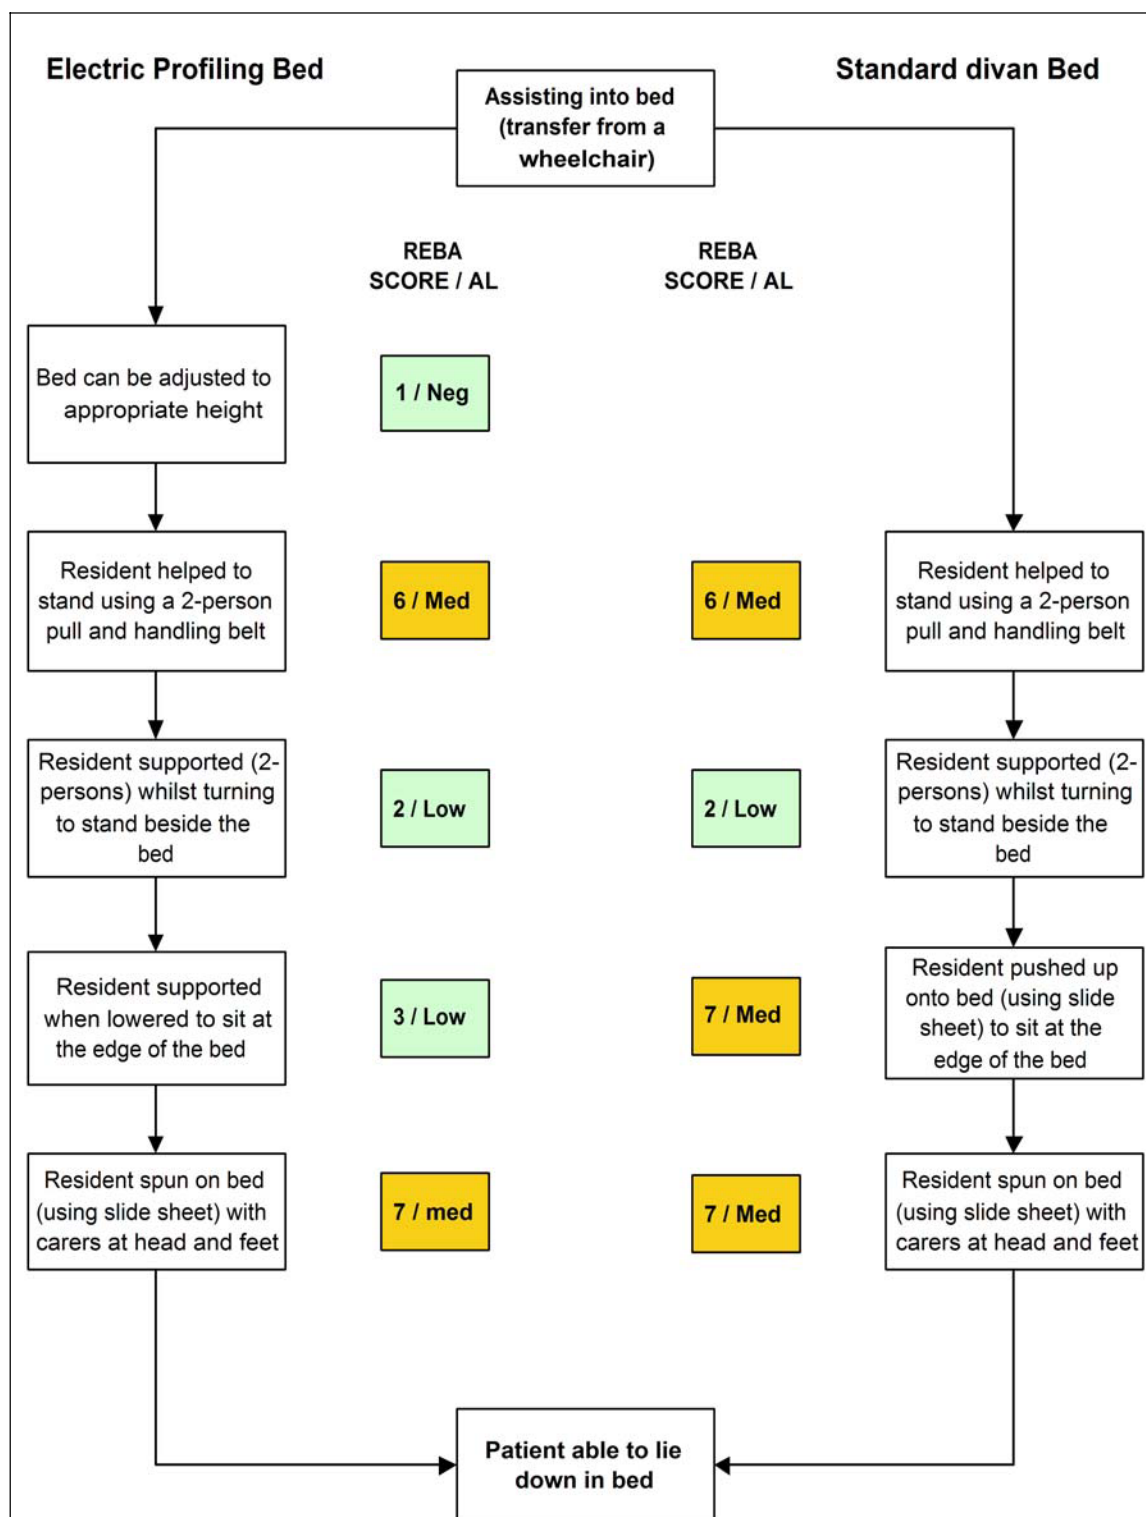 Electric Profiling Bed
Standard divan Bed
Assisting into bed
(transfer from a
wheelchair)
REBA
SCORE / AL
REBA
SCORE / AL
Bed can be adjusted to
appropriate height
1 / Neg
Resident helped to
stand using a 2-person
pull and handling belt
6 / Med
6 / Med
Resident helped to
stand using a 2-person
pull and handling belt
Resident supported (2-
persons) whilst turning
to stand beside the
bed
2 / Low
2 / Low
Resident supported (2-
persons) whilst turning
to stand beside the
bed
Resident supported
when lowered to sit at
the edge of the bed
3 / Low
7 / Med
Resident pushed up
onto bed (using slide
sheet) to sit at the
edge of the bed
Resident spun on bed
(using slide sheet) with
carers at head and feet
7 / med
7 / Med
Resident spun on bed
(using slide sheet) with
carers at head and feet
Patient able to lie
down in bed